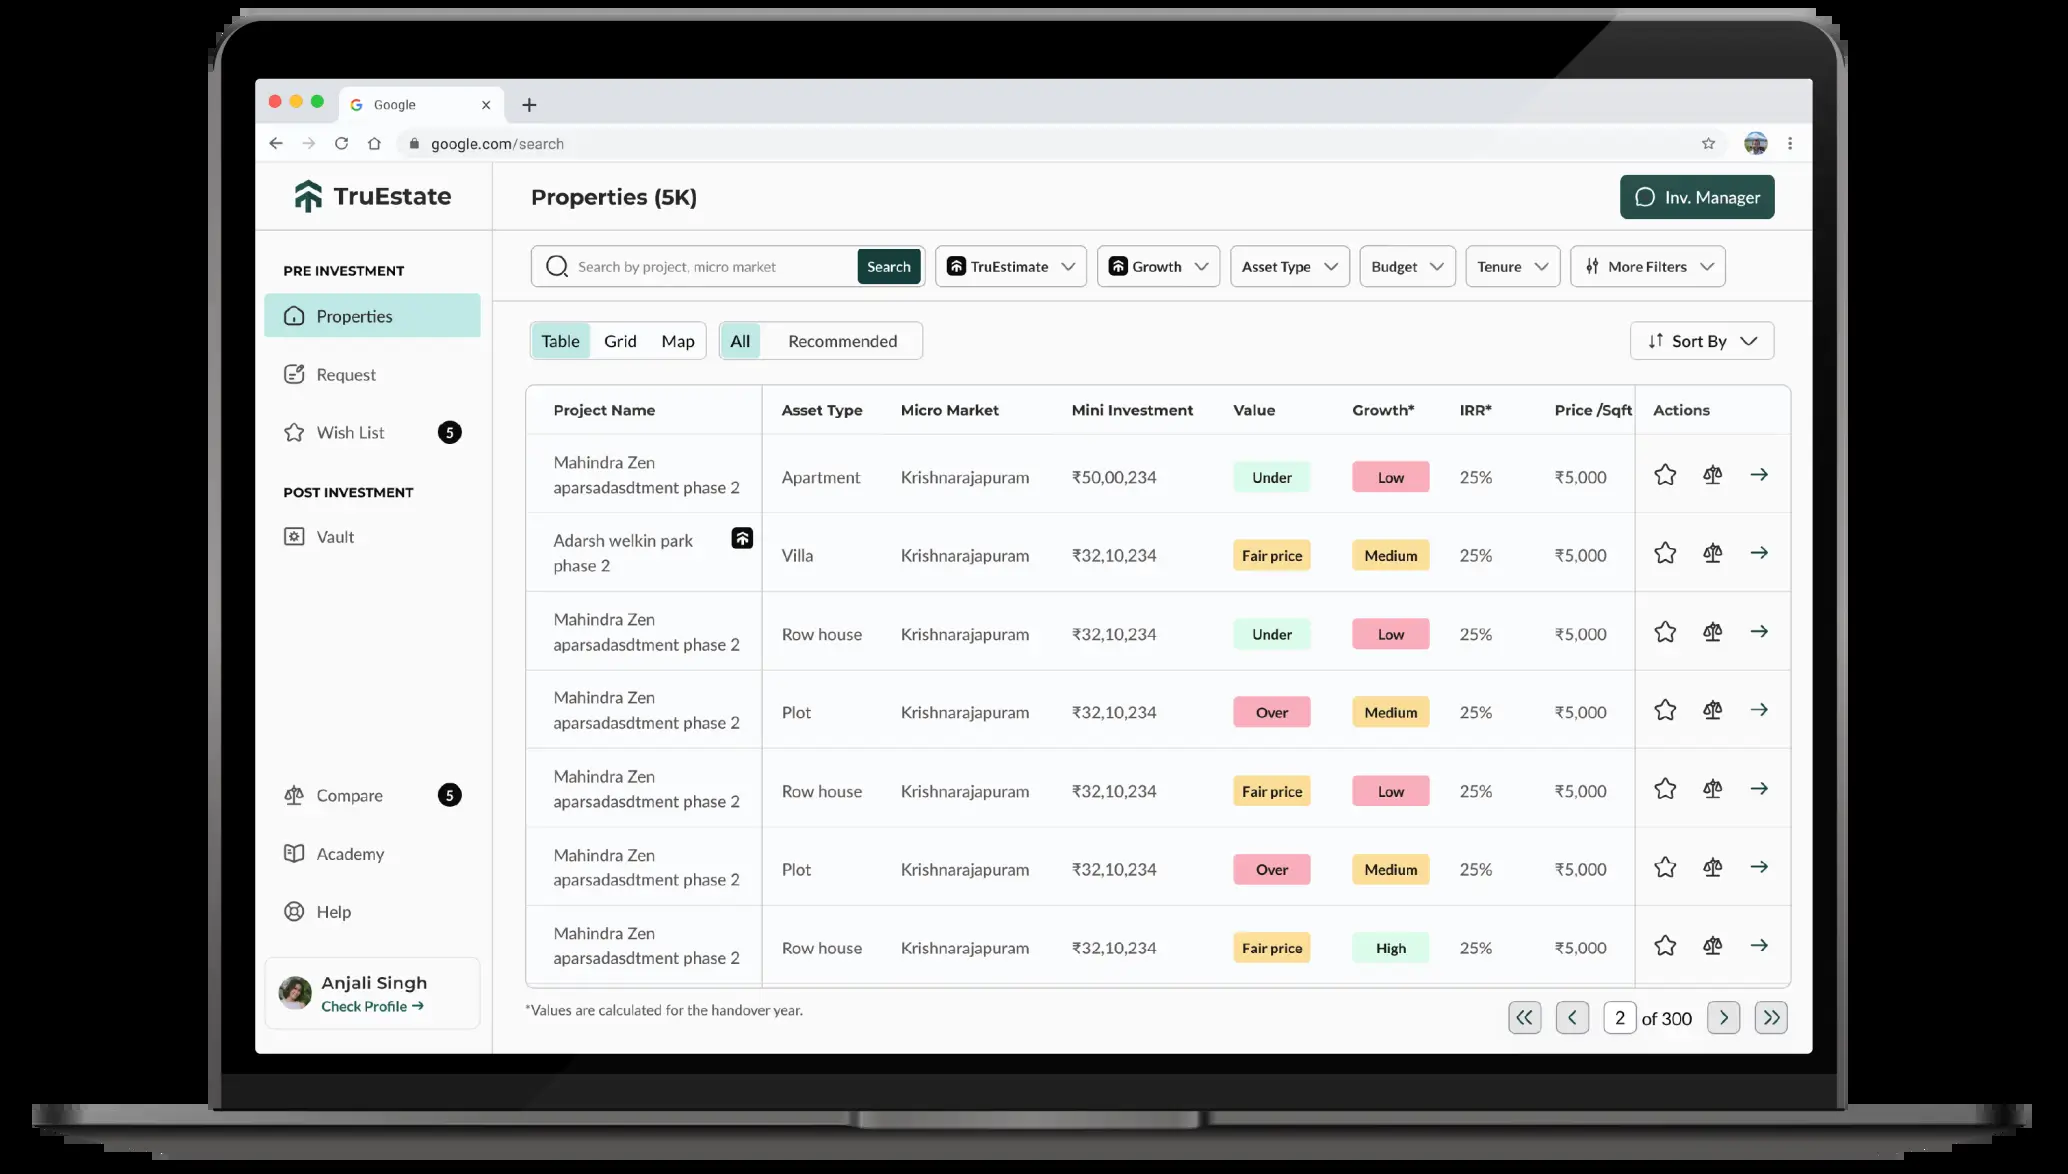 Google
google.com/search
TruEstate
Properties (5K)
Inv. Manager
PRE INVESTMENT
Properties
Request
Wish List 5
POST INVESTMENT
Vault
Compare 5
Academy
Help
Anjali Singh
Check Profile →
Search by project, micro market Search TruEstimate Growth Asset Type Budget Tenure More Filters
Table Grid Map All Recommended Sort By
Project Name Asset Type Micro Market Mini Investment Value Growth* IRR* Price /Sqft Actions
Mahindra Zen
aparsadasdtment phase 2 Apartment Krishnarajapuram ₹50,00,234 Under Low 25% ₹5,000
Adarsh welkin park
phase 2 Villa Krishnarajapuram ₹32,10,234 Fair price Medium 25% ₹5,000
Mahindra Zen
aparsadasdtment phase 2 Row house Krishnarajapuram ₹32,10,234 Under Low 25% ₹5,000
Mahindra Zen
aparsadasdtment phase 2 Plot Krishnarajapuram ₹32,10,234 Over Medium 25% ₹5,000
Mahindra Zen
aparsadasdtment phase 2 Row house Krishnarajapuram ₹32,10,234 Fair price Low 25% ₹5,000
Mahindra Zen
aparsadasdtment phase 2 Plot Krishnarajapuram ₹32,10,234 Over Medium 25% ₹5,000
Mahindra Zen
aparsadasdtment phase 2 Row house Krishnarajapuram ₹32,10,234 Fair price High 25% ₹5,000
*Values are calculated for the handover year.
2 of 300